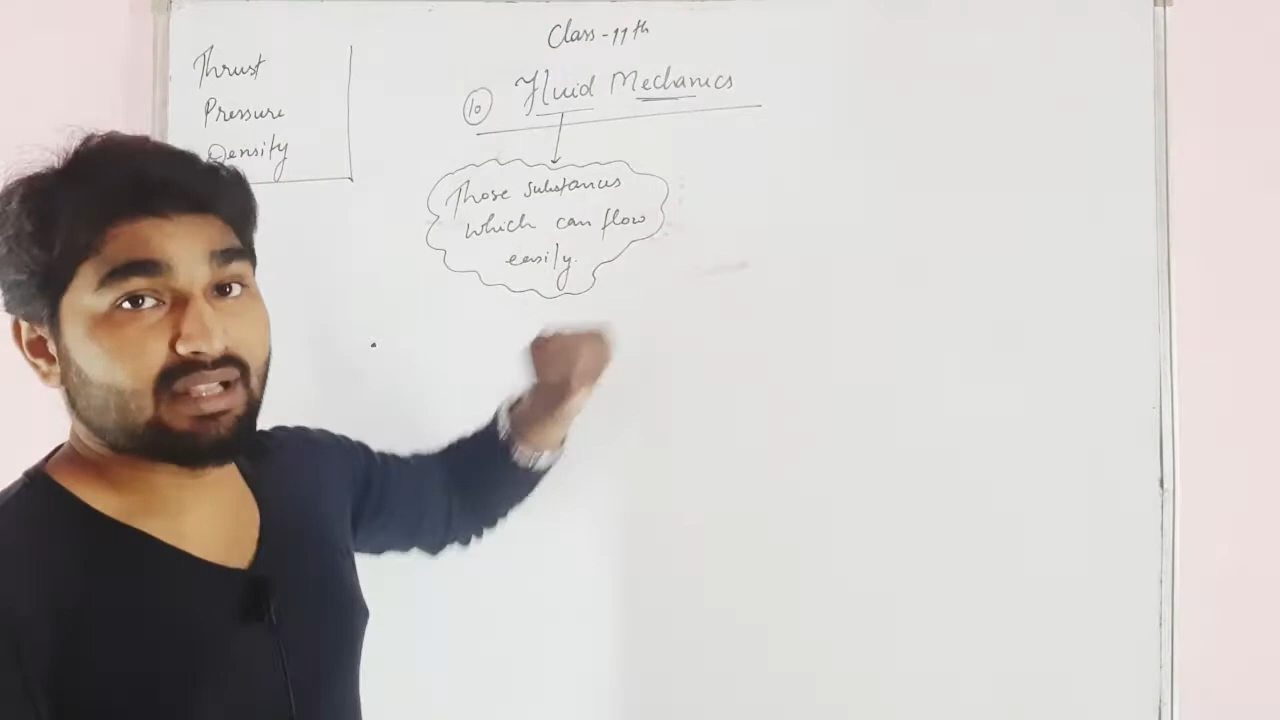 Class-11th
Thrust
Pressure
Density
10 Fluid Mechanics
Those substances
which can flow
easily.